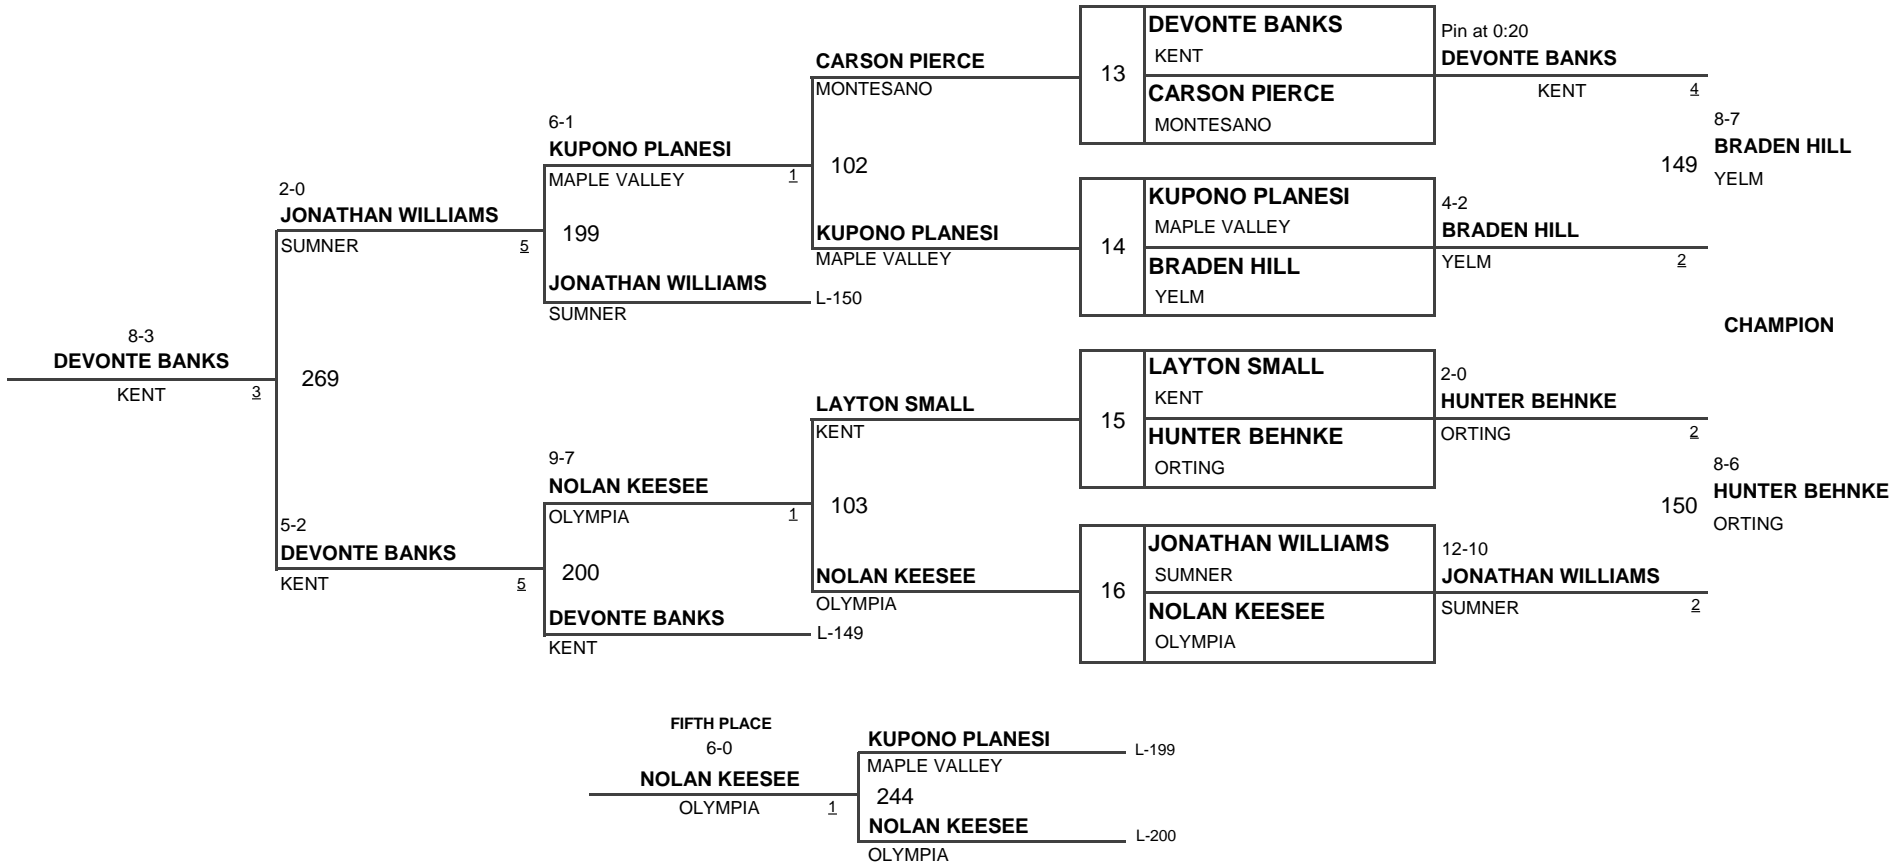 8-3
DEVONTE BANKS
KENT 3
269
2-0
JONATHAN WILLIAMS
SUMNER 5
5-2
DEVONTE BANKS
KENT 5
6-1
KUPONO PLANESI
MAPLE VALLEY 1
199
JONATHAN WILLIAMS
SUMNER
L-150
9-7
NOLAN KEESEE
OLYMPIA 1
200
DEVONTE BANKS
KENT
L-149
CARSON PIERCE
MONTESANO
102
KUPONO PLANESI
MAPLE VALLEY
LAYTON SMALL
KENT
103
NOLAN KEESEE
OLYMPIA
13
DEVONTE BANKS
KENT
CARSON PIERCE
MONTESANO
14
KUPONO PLANESI
MAPLE VALLEY
BRADEN HILL
YELM
15
LAYTON SMALL
KENT
HUNTER BEHNKE
ORTING
16
JONATHAN WILLIAMS
SUMNER
NOLAN KEESEE
OLYMPIA
Pin at 0:20
DEVONTE BANKS
KENT 4
4-2
BRADEN HILL
YELM 2
2-0
HUNTER BEHNKE
ORTING 2
12-10
JONATHAN WILLIAMS
SUMNER 2
8-7
BRADEN HILL
149
YELM
CHAMPION
8-6
HUNTER BEHNKE
150
ORTING
FIFTH PLACE
6-0
NOLAN KEESEE
OLYMPIA 1
KUPONO PLANESI
L-199
MAPLE VALLEY
244
NOLAN KEESEE
L-200
OLYMPIA